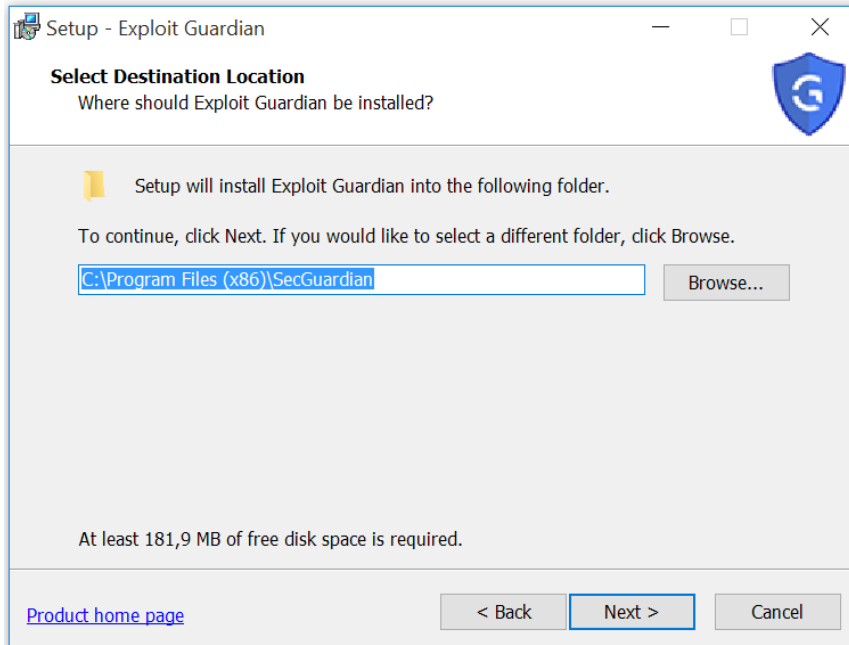 Setup - Exploit Guardian
Select Destination Location
Where should Exploit Guardian be installed?
G
Setup will install Exploit Guardian into the following folder.
To continue, click Next. If you would like to select a different folder, click Browse.
C:\Program Files (x86)\SecGuardian
Browse...
At least 181,9 MB of free disk space is required.
Product home page
< Back
Next >
Cancel